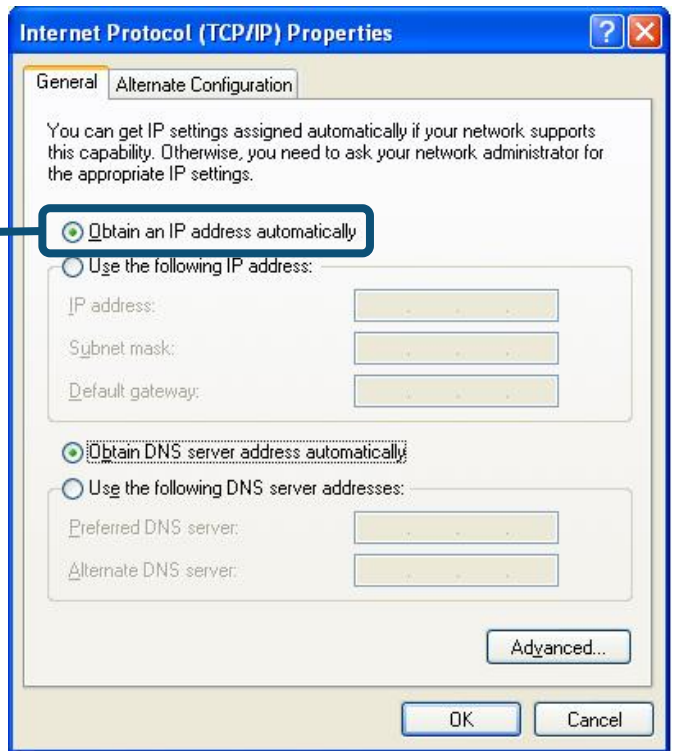 Internet Protocol (TCP/IP) Properties
General
Alternate Configuration
You can get IP settings assigned automatically if your network supports
this capability. Otherwise, you need to ask your network administrator for
the appropriate IP settings.
Obtain an IP address automatically
Use the following IP address:
IP address:
Subnet mask:
Default gateway:
Obtain DNS server address automatically
Use the following DNS server addresses:
Preferred DNS server:
Alternate DNS server:
Advanced...
OK
Cancel